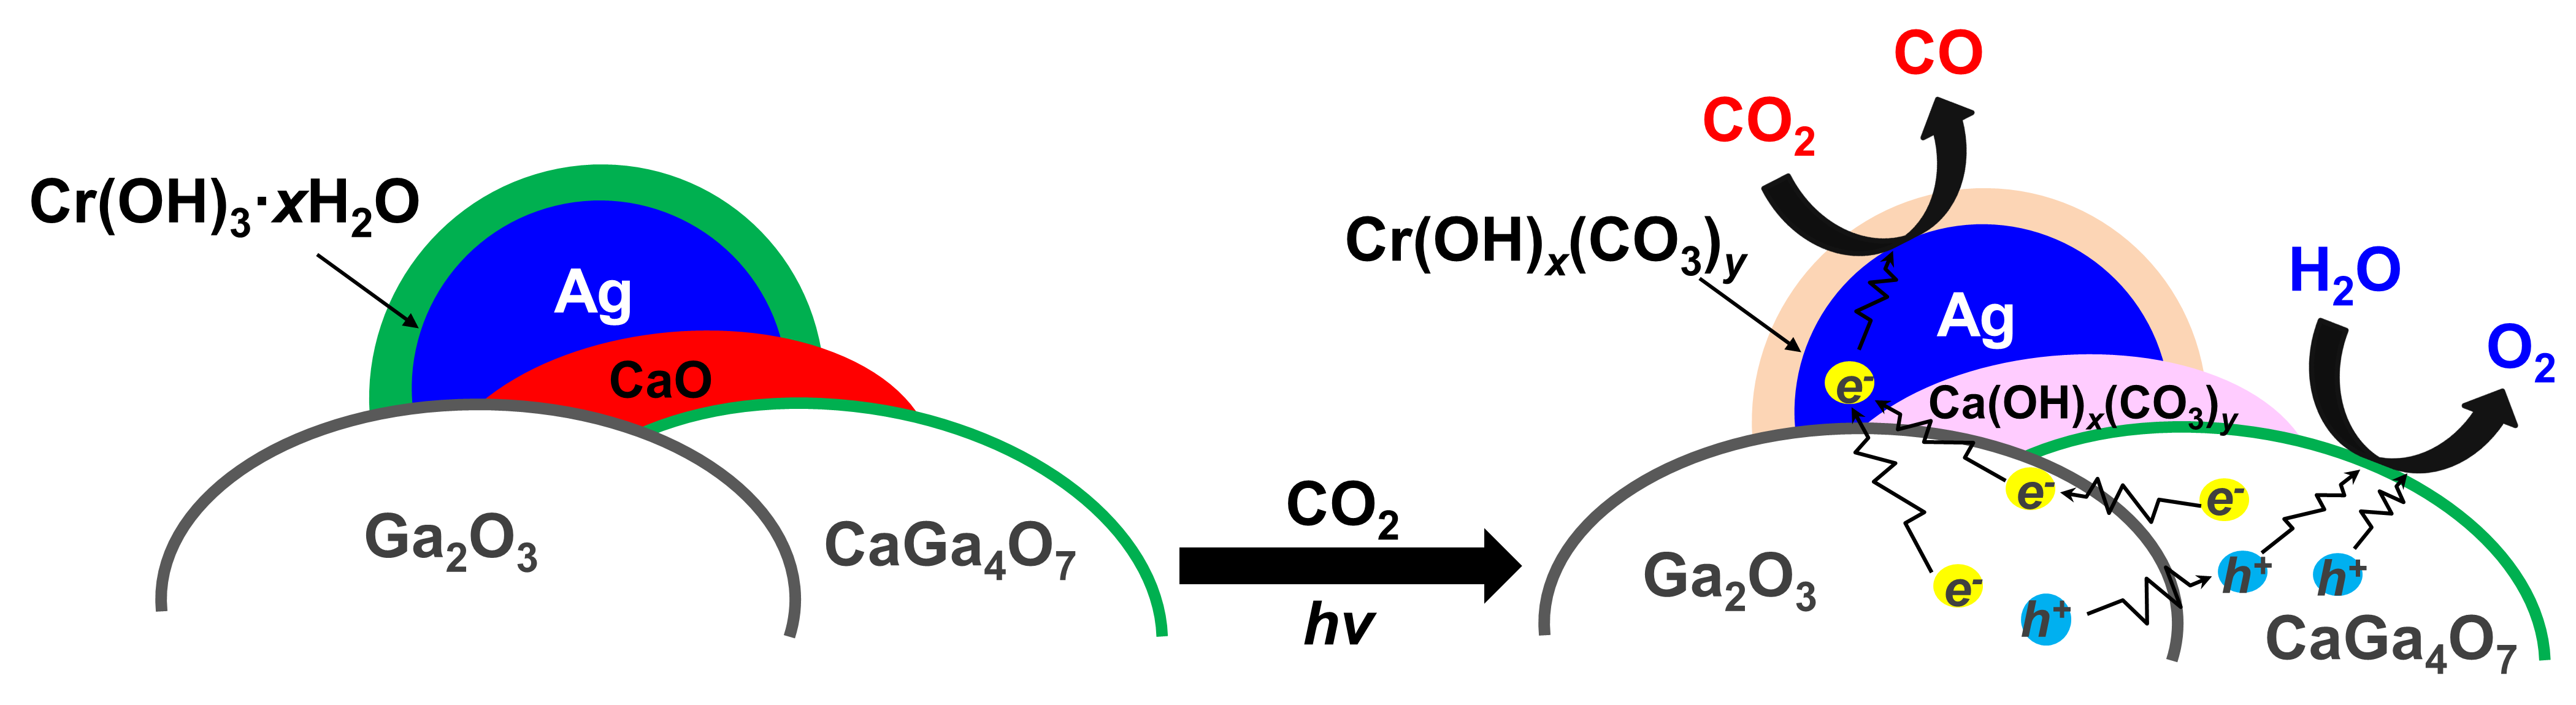 Cr(OH)₃·xH₂O
Ag
CaO
Ga₂O₃
CaGa₄O₇
CO₂
hv
CO
CO₂
Cr(OH)ₓ(CO₃)y
Ag
H₂O
O₂
e⁻
Ca(OH)ₓ(CO₃)y
e⁻
e⁻
Ga₂O₃
e⁻
h⁺
h⁺
h⁺
CaGa₄O₇